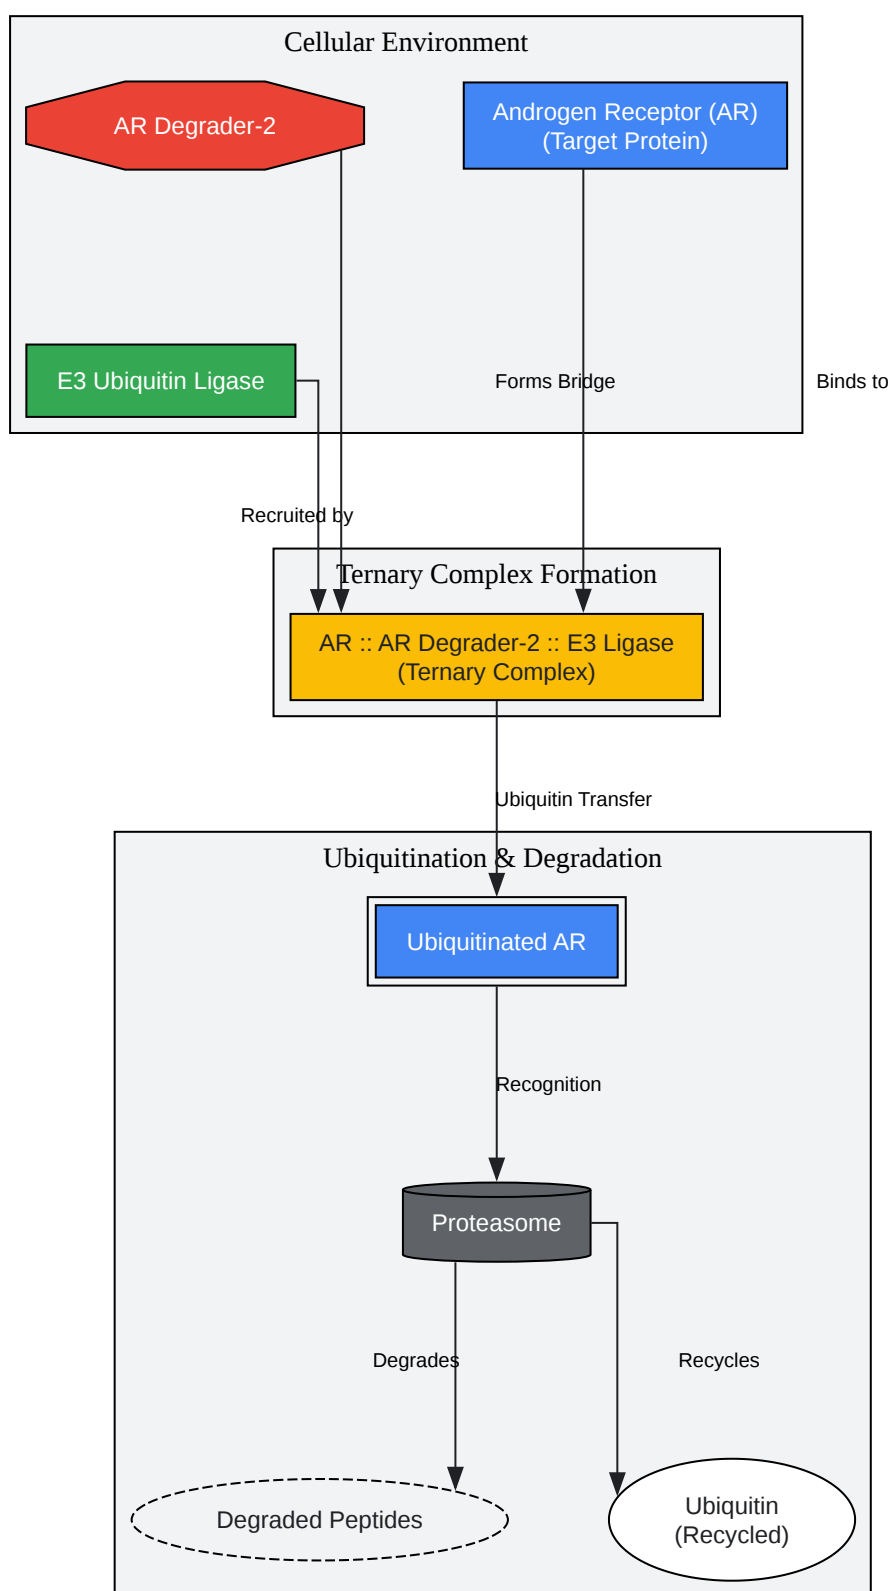 Cellular Environment
AR Degrader-2
Androgen Receptor (AR)
(Target Protein)
E3 Ubiquitin Ligase
Forms Bridge
Binds to
Recruited by
Ternary Complex Formation
AR :: AR Degrader-2 :: E3 Ligase
(Ternary Complex)
Ubiquitin Transfer
Ubiquitination & Degradation
Ubiquitinated AR
Recognition
Proteasome
Degrades
Recycles
Degraded Peptides
Ubiquitin
(Recycled)